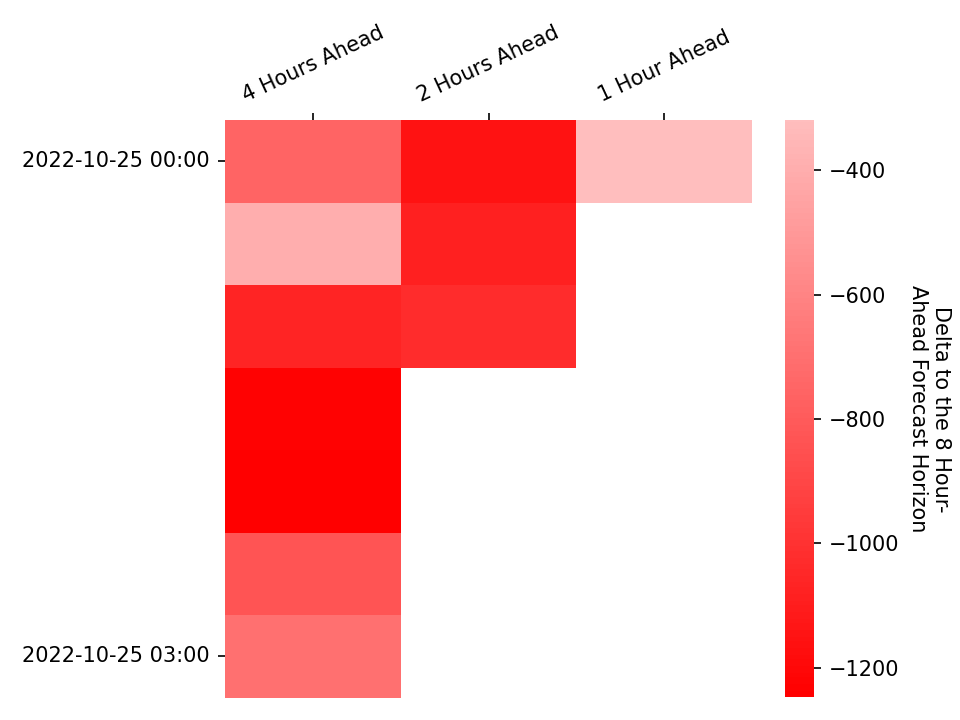 4 Hours Ahead
2 Hours Ahead
1 Hour Ahead
2022-10-25 00:00
2022-10-25 03:00
−400
−600
−800
−1000
−1200
Delta to the 8 Hour-
Ahead Forecast Horizon